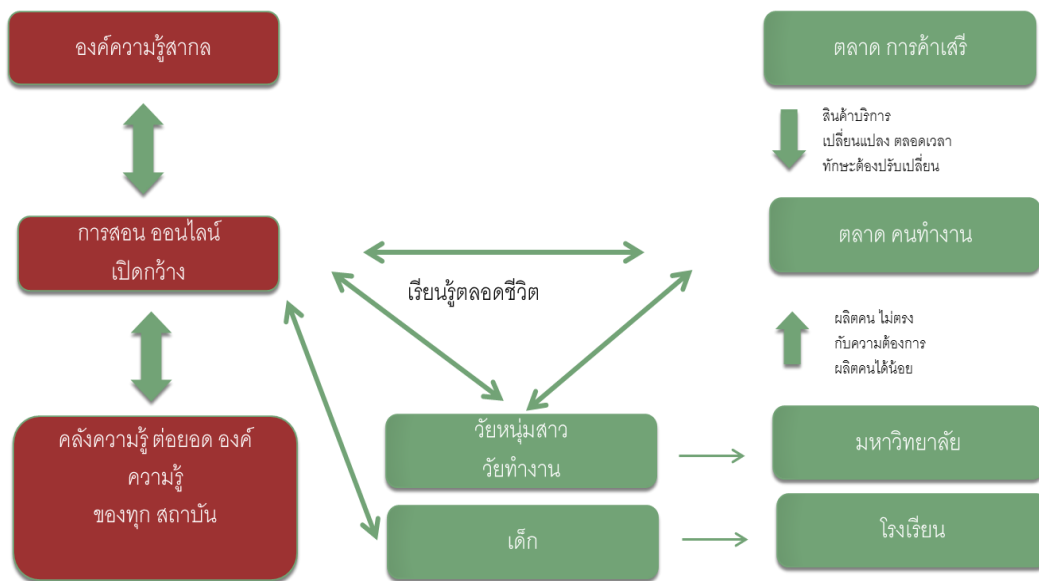 องค์ความรู้สากล
ตลาด การค้าเสรี
สินค้าบริการ
เปลี่ยนแปลง ตลอดเวลา
ทักษะต้องปรับเปลี่ยน
การสอน ออนไลน์
เปิดกว้าง
ตลาด คนทำงาน
เรียนรู้ตลอดชีวิต
ผลิตคน ไม่ตรง
กับความต้องการ
ผลิตคนได้น้อย
คลังความรู้ ต่อยอด องค์
ความรู้
ของทุก สถาบัน
วัยหนุ่มสาว
วัยทำงาน
มหาวิทยาลัย
เด็ก
โรงเรียน